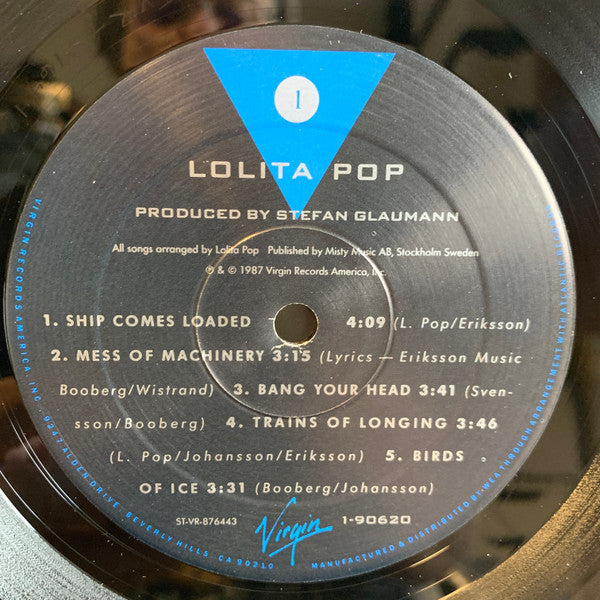 1
LOLITA POP
PRODUCED BY STEFAN GLAUMANN
All songs arranged by Lolita Pop Published by Misty Music AB, Stockholm Sweden
℗ & © 1987 Virgin Records America, Inc.
1. SHIP COMES LOADED 4:09 (L. Pop/Eriksson)
2. MESS OF MACHINERY 3:15 (Lyrics — Eriksson Music
Booberg/Wistrand) 3. BANG YOUR HEAD 3:41 (Sven-
sson/Booberg) 4. TRAINS OF LONGING 3:46
(L. Pop/Johansson/Eriksson) 5. BIRDS
OF ICE 3:31 (Booberg/Johansson)
ST-VR-876443 Virgin 1-90620
VIRGIN RECORDS AMERICA, INC. · 9247 ALDEN DRIVE · BEVERLY HILLS, CA 90210 · MANUFACTURED & DISTRIBUTED BY WEA THROUGH ARRANGEMENT WITH ATLANTIC